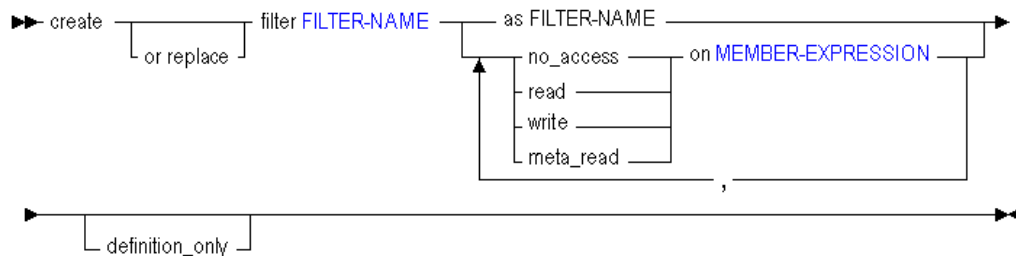 create or replace filter FILTER-NAME as FILTER-NAME
no_access on MEMBER-EXPRESSION
read
write
meta_read
,
definition_only